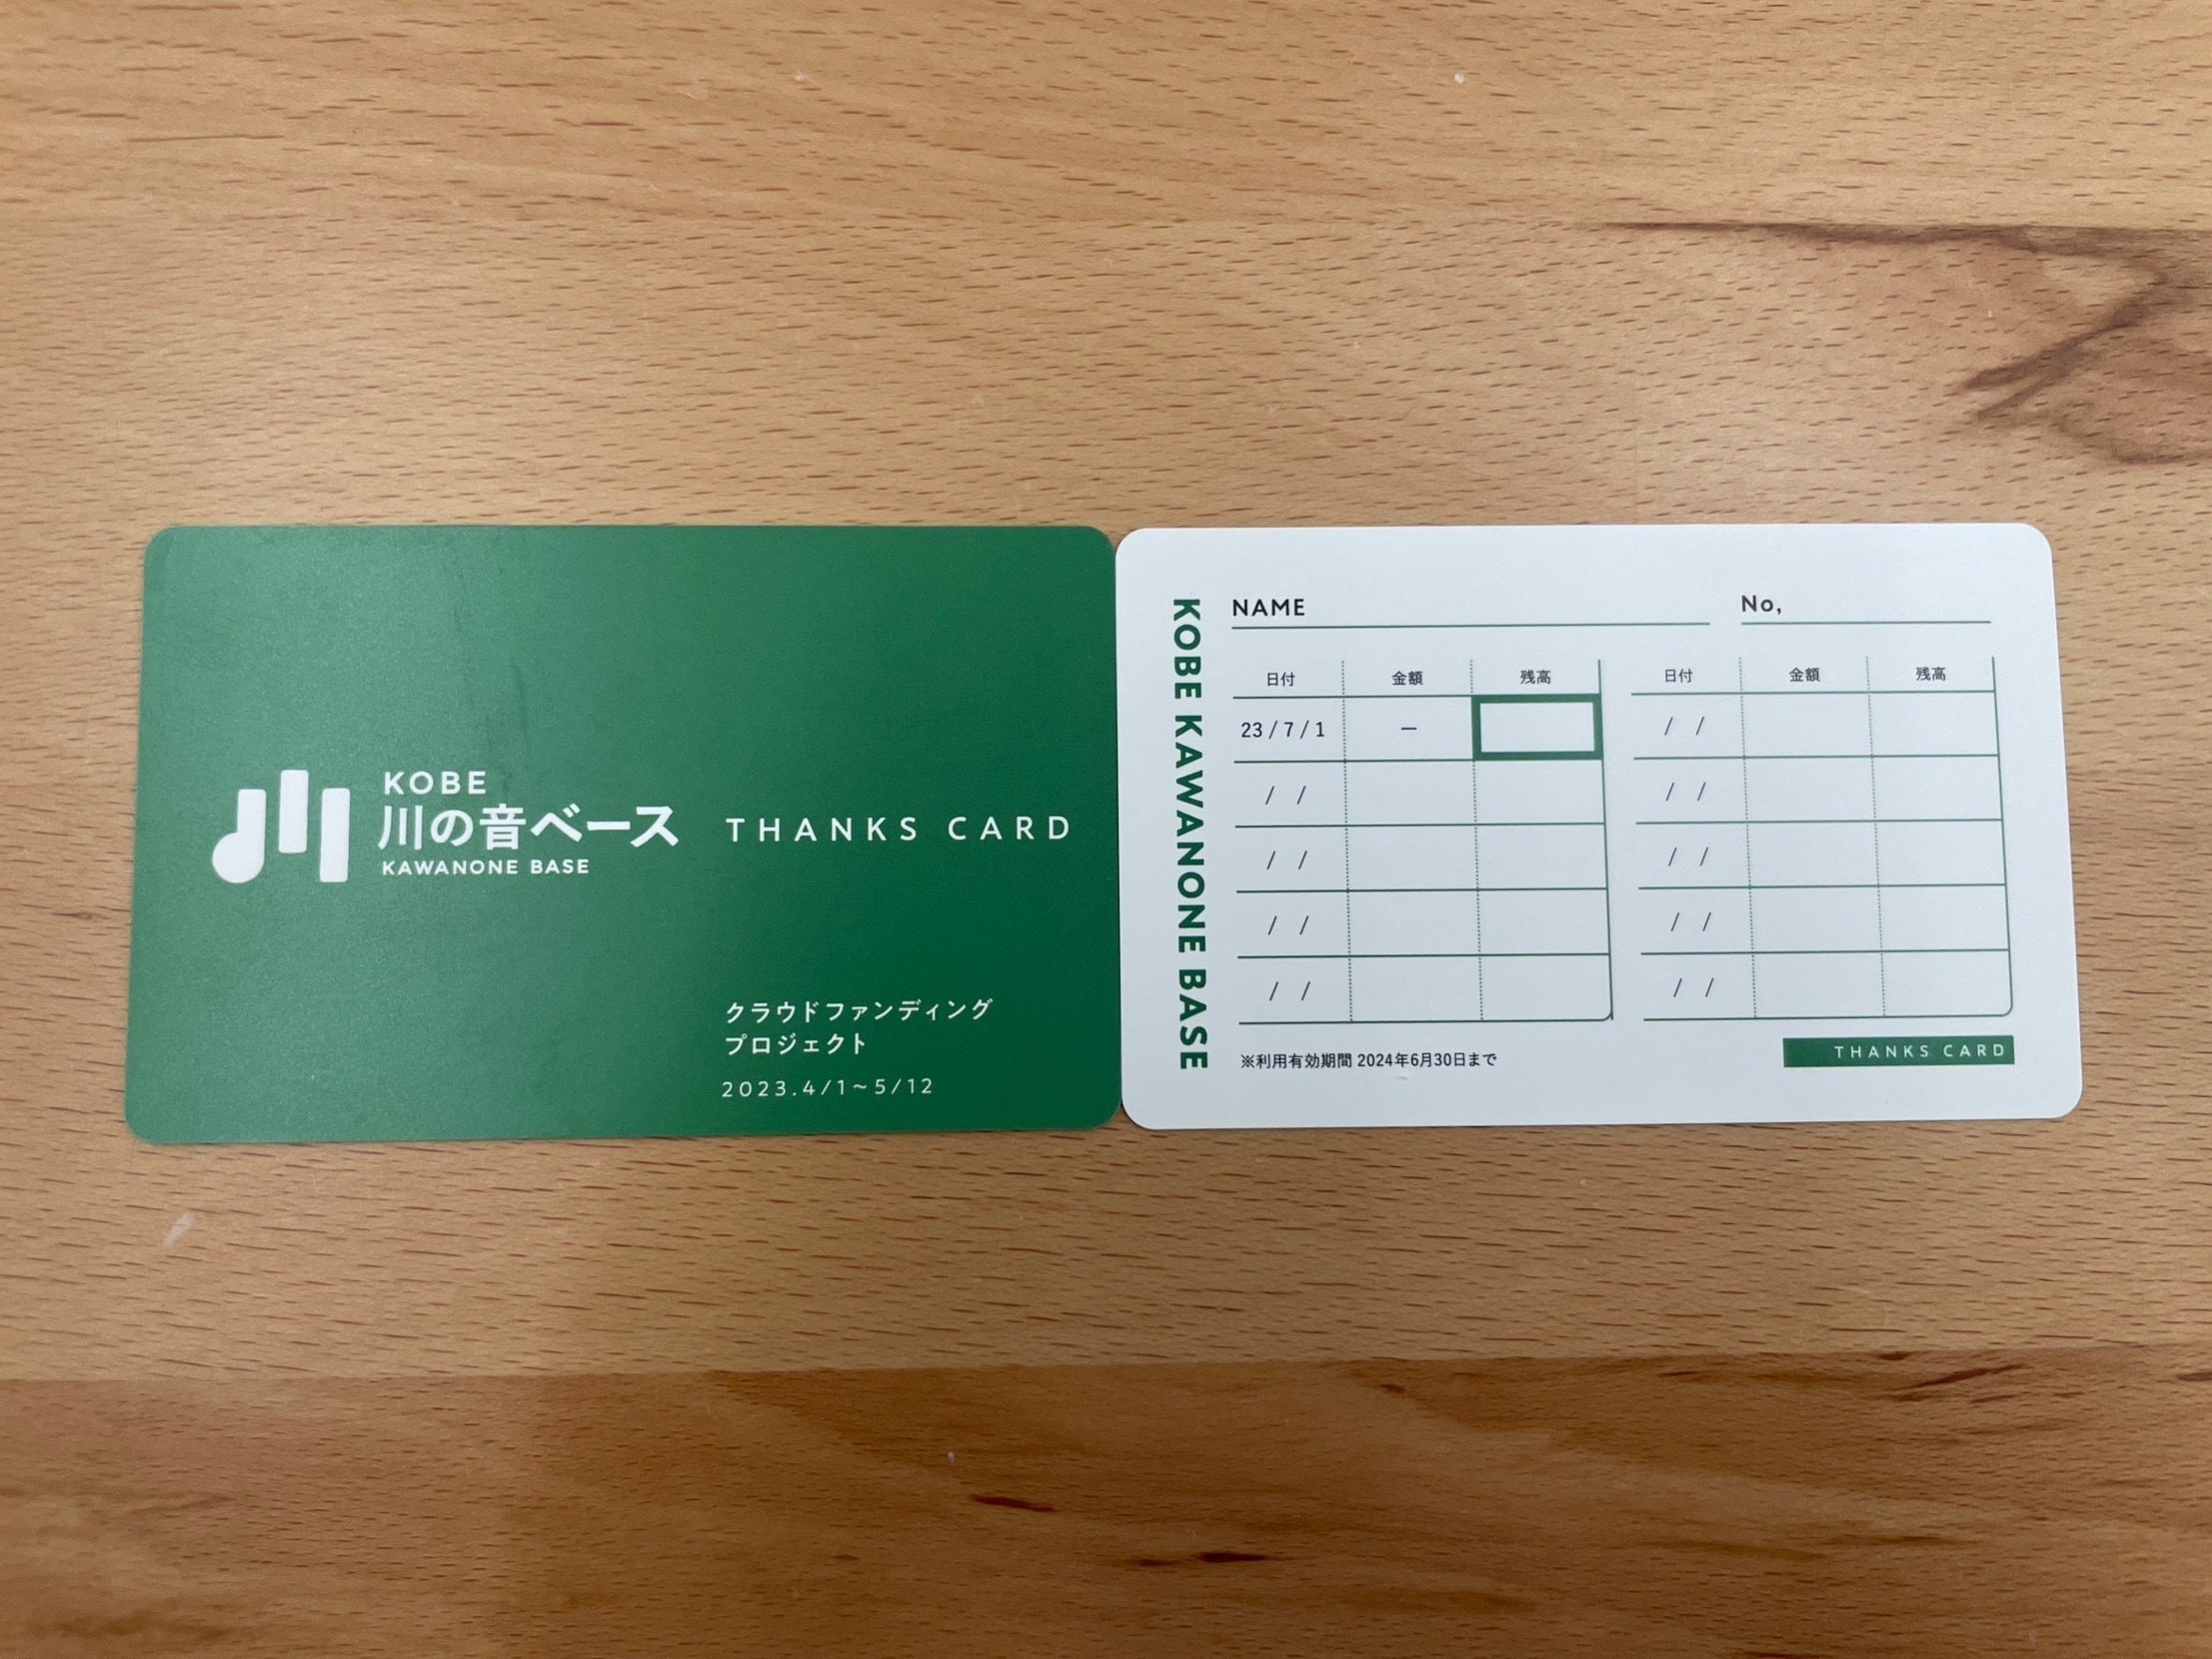 KOBE
川の音ベース
KAWANONE BASE
THANKS CARD
クラウドファンディング
プロジェクト
2023.4/1~5/12
KOBE KAWANONE BASE
NAME No,
日付 金額 残高 日付 金額 残高
23 / 7 / 1 − / /
/ / / /
/ / / /
/ / / /
/ / / /
※利用有効期間 2024年6月30日まで
THANKS CARD